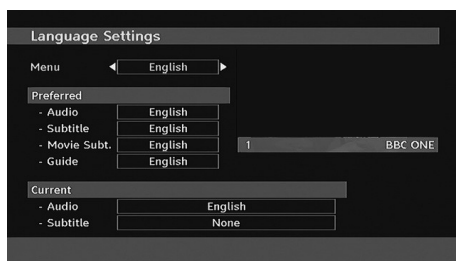 Language Settings
Menu English
Preferred
- Audio English
- Subtitle English
- Movie Subt. English
1 BBC ONE
- Guide English
Current
- Audio English
- Subtitle None